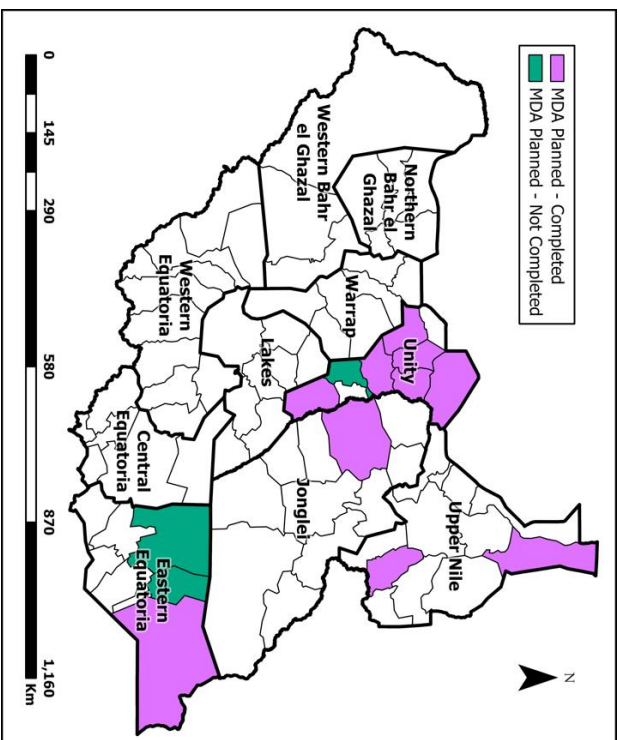 N
MDA Planned - Completed
MDA Planned - Not Completed
Upper Nile
Unity
Northern
Bahr el
Ghazal
Warrap
Western Bahr
el Ghazal
Jonglei
Lakes
Western
Equatoria
Central
Equatoria
Eastern
Equatoria
0 145 290 580 870 1,160
Km